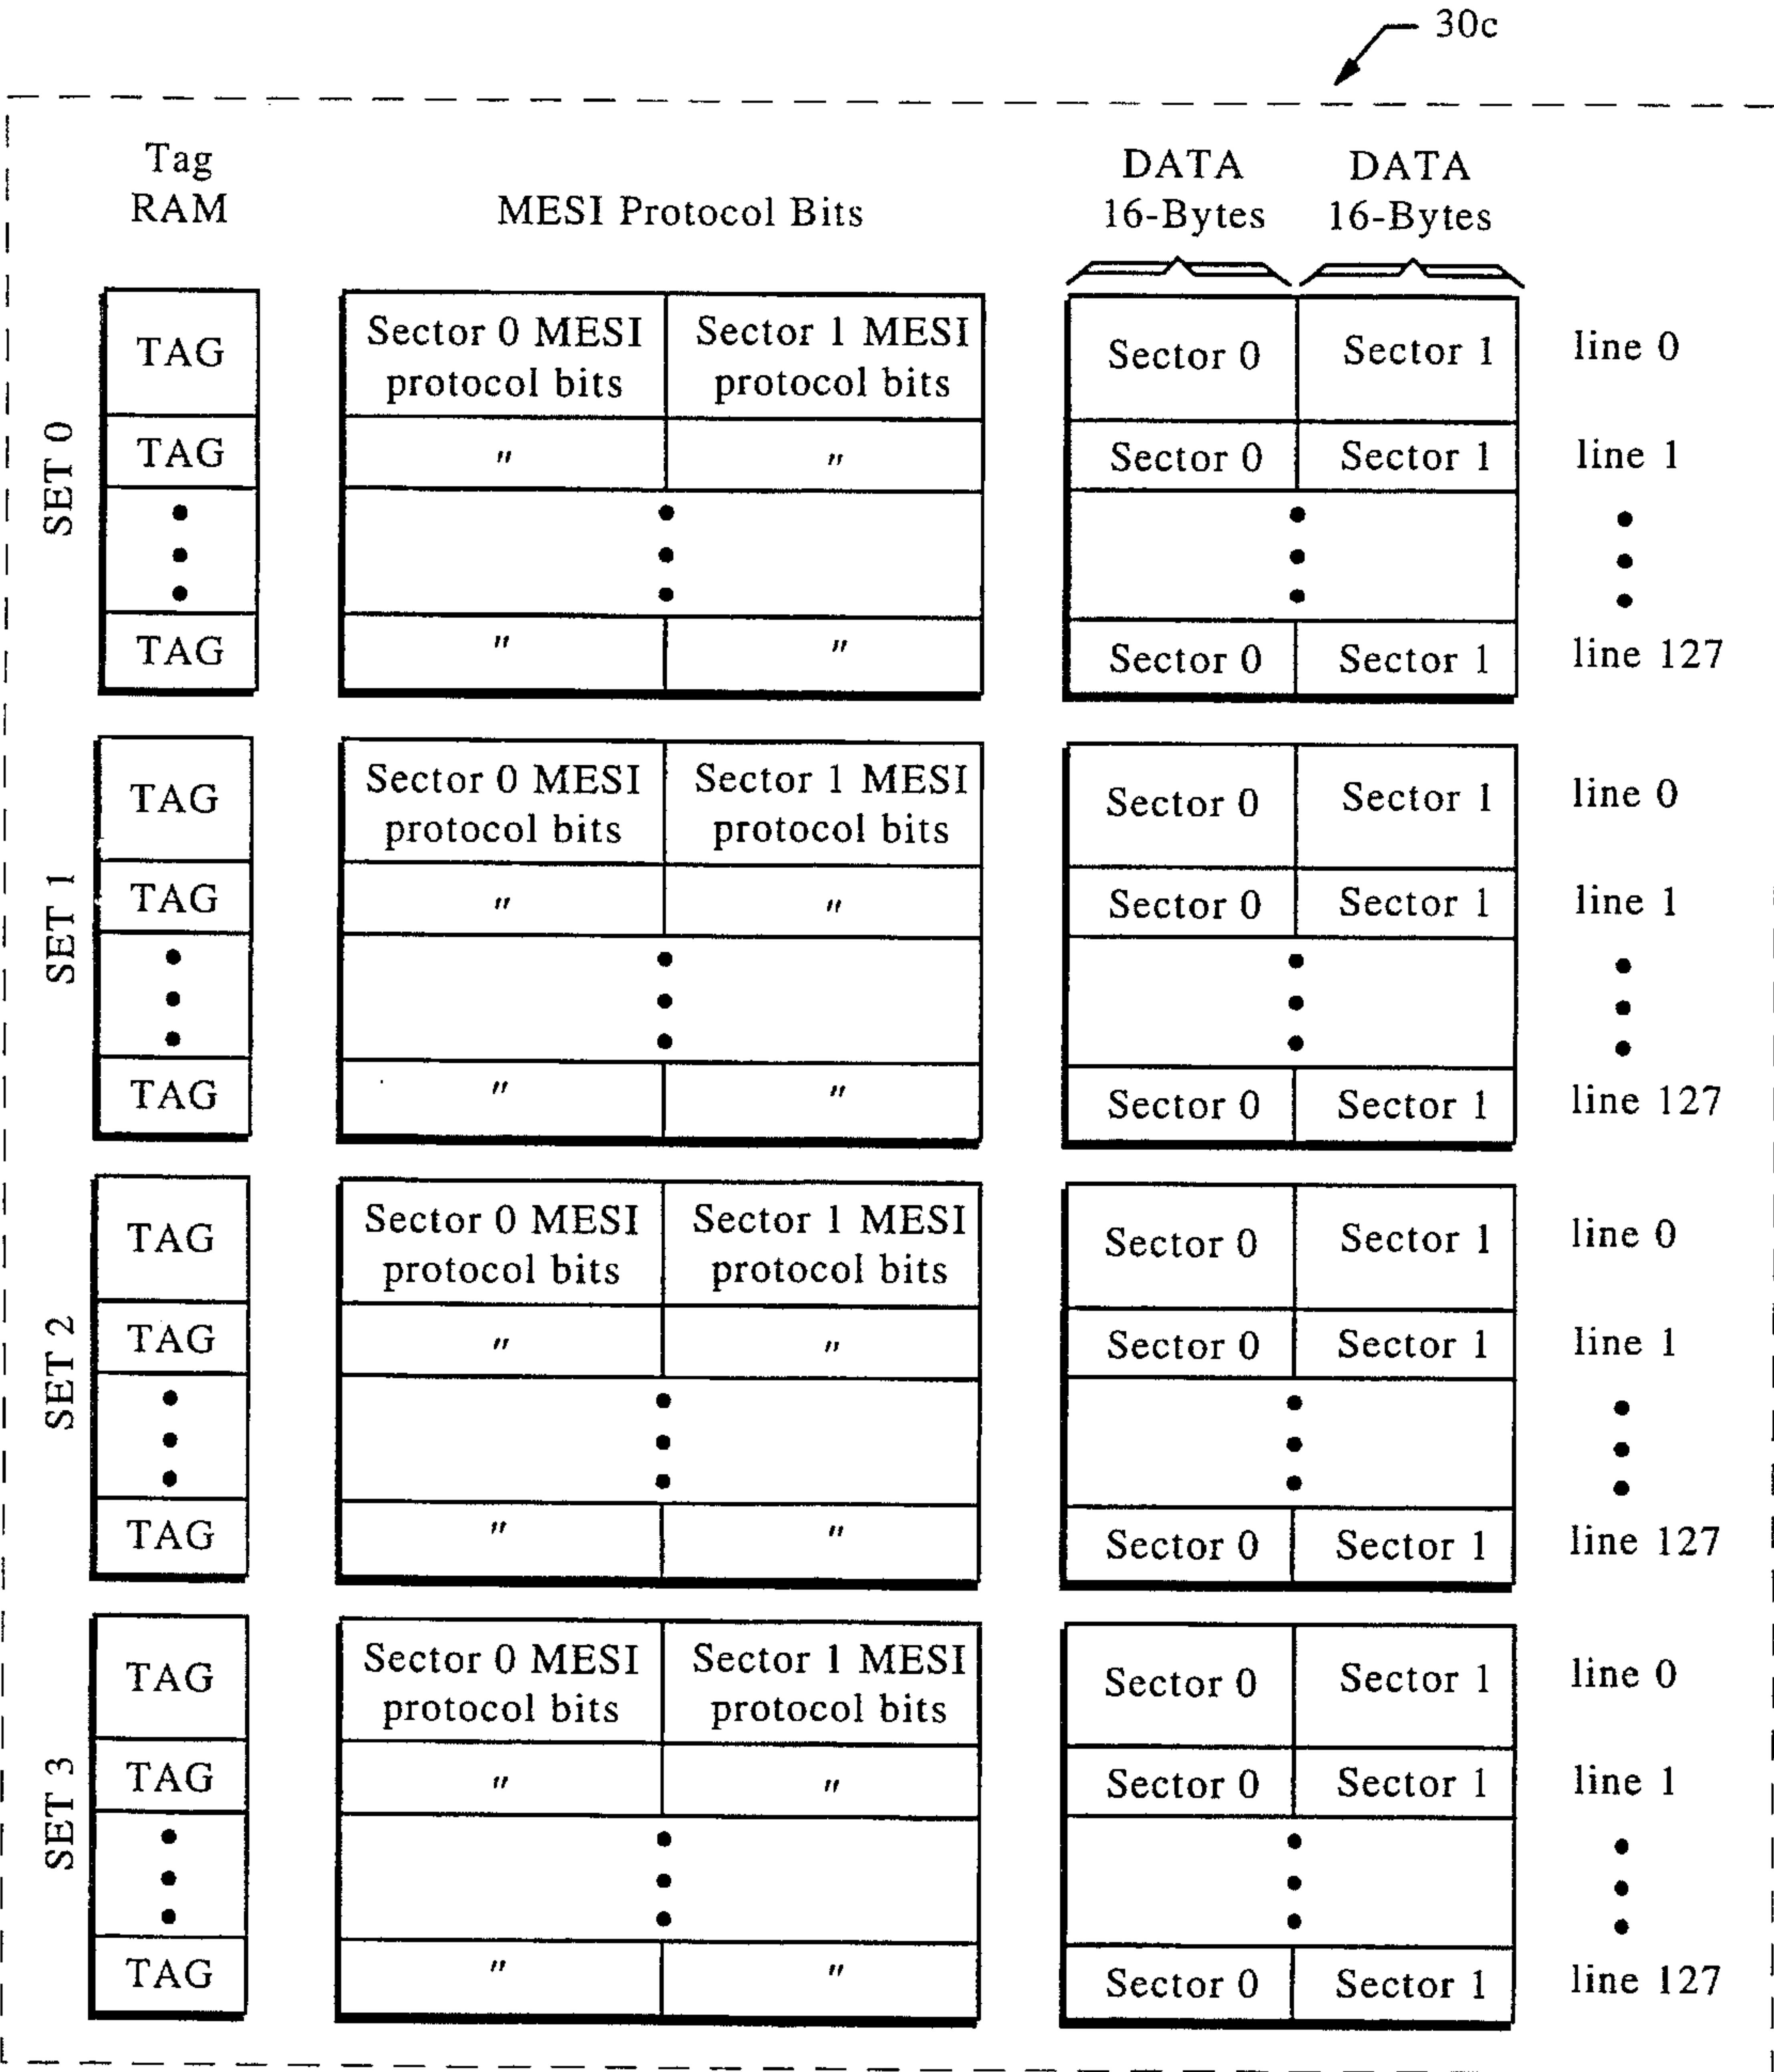 30c
Tag RAM
MESI Protocol Bits
DATA 16-Bytes
DATA 16-Bytes
SET 0
TAG
Sector 0 MESI protocol bits
Sector 1 MESI protocol bits
Sector 0
Sector 1
line 0
TAG
"
"
Sector 0
Sector 1
line 1
TAG
"
"
Sector 0
Sector 1
line 127
SET 1
TAG
Sector 0 MESI protocol bits
Sector 1 MESI protocol bits
Sector 0
Sector 1
line 0
TAG
"
"
Sector 0
Sector 1
line 1
TAG
"
"
Sector 0
Sector 1
line 127
SET 2
TAG
Sector 0 MESI protocol bits
Sector 1 MESI protocol bits
Sector 0
Sector 1
line 0
TAG
"
"
Sector 0
Sector 1
line 1
TAG
"
"
Sector 0
Sector 1
line 127
SET 3
TAG
Sector 0 MESI protocol bits
Sector 1 MESI protocol bits
Sector 0
Sector 1
line 0
TAG
"
"
Sector 0
Sector 1
line 1
TAG
"
"
Sector 0
Sector 1
line 127